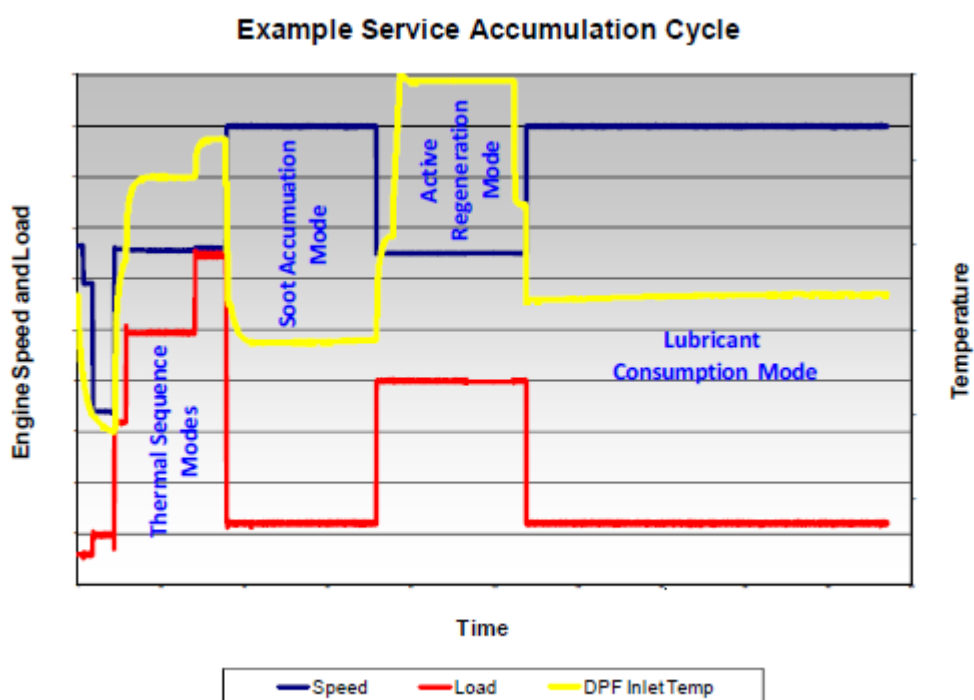 Example Service Accumulation Cycle
Engine Speed and Load
Thermal Sequence
Modes
Soot Accumuation
Mode
Active
Regeneration
Mode
Lubricant
Consumption Mode
Temperature
Time
Speed
Load
DPF Inlet Temp